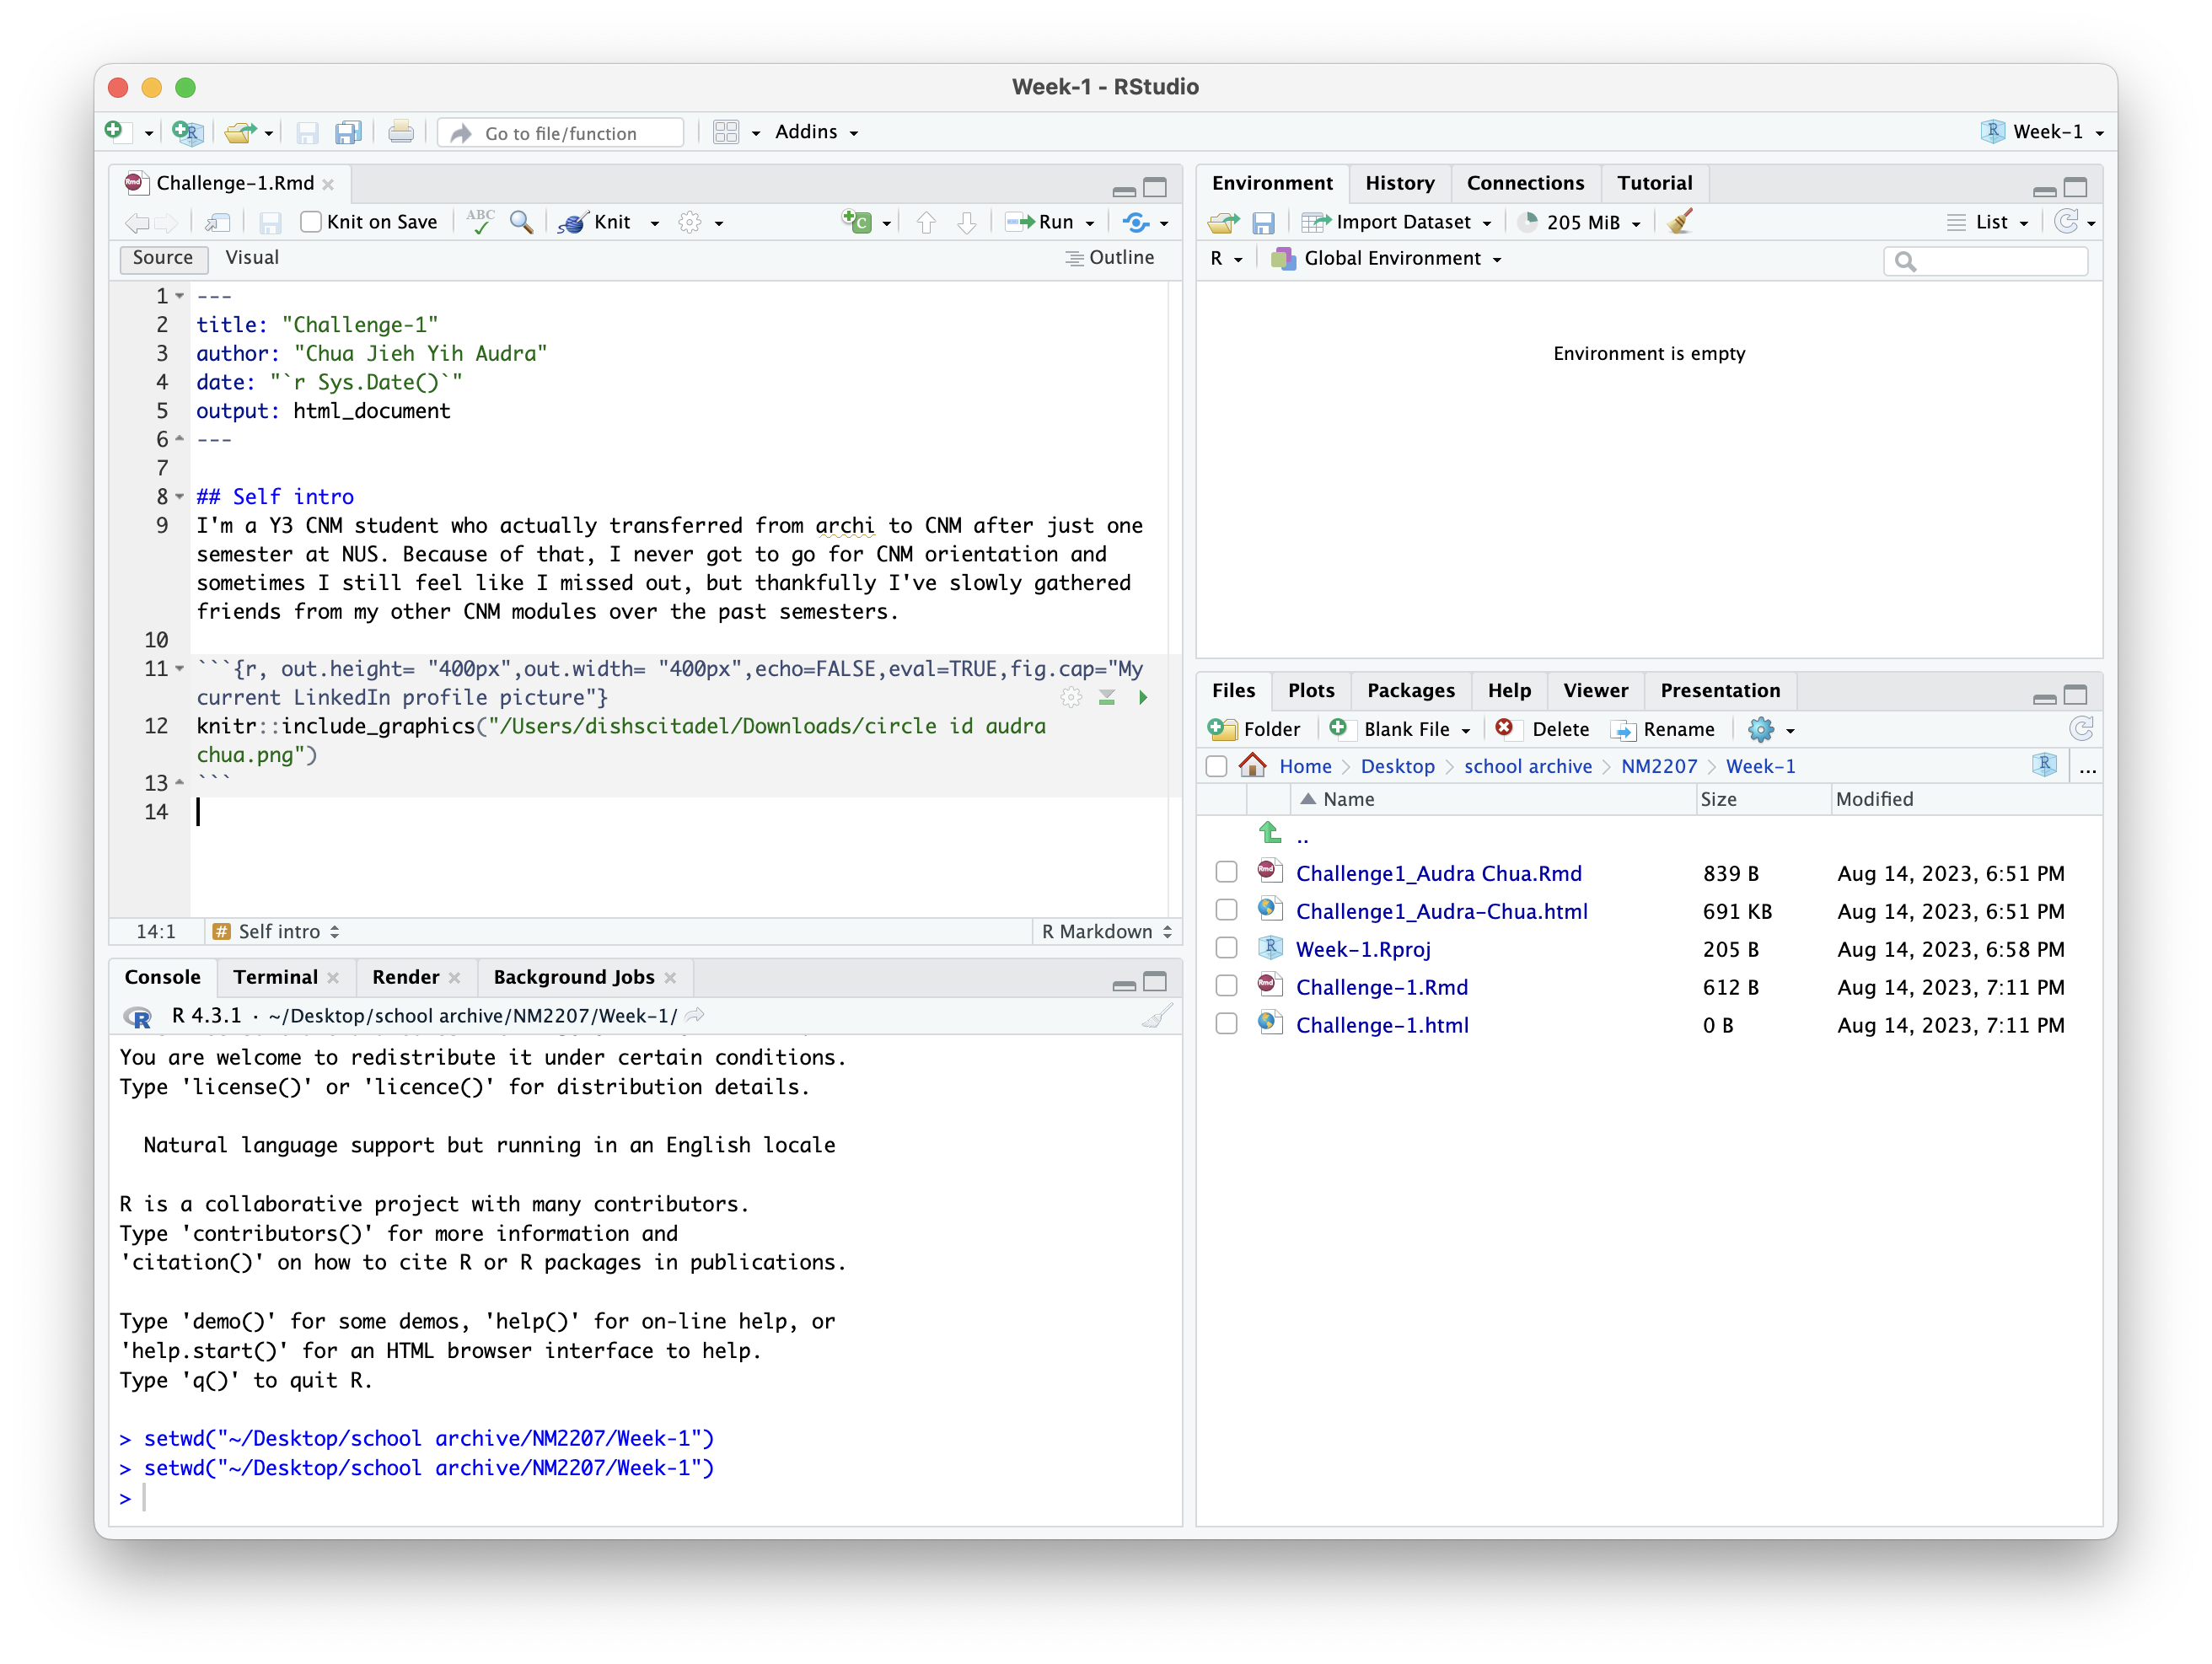 Week-1 - RStudio
Go to file/function
Addins
Week-1
Challenge-1.Rmd
Knit on Save
ABC
Knit
Run
Source
Visual
Outline
1 ---
2 title: "Challenge-1"
3 author: "Chua Jieh Yih Audra"
4 date: "`r Sys.Date()`"
5 output: html_document
6 ---
7
8 ## Self intro
9 I'm a Y3 CNM student who actually transferred from archi to CNM after just one
semester at NUS. Because of that, I never got to go for CNM orientation and
sometimes I still feel like I missed out, but thankfully I've slowly gathered
friends from my other CNM modules over the past semesters.
10
11 ```{r, out.height= "400px",out.width= "400px",echo=FALSE,eval=TRUE,fig.cap="My
current LinkedIn profile picture"}
12 knitr::include_graphics("/Users/dishscitadel/Downloads/circle id audra
chua.png")
13 ```
14
14:1
# Self intro
R Markdown
Console
Terminal
Render
Background Jobs
R 4.3.1 · ~/Desktop/school archive/NM2207/Week-1/
You are welcome to redistribute it under certain conditions.
Type 'license()' or 'licence()' for distribution details.
Natural language support but running in an English locale
R is a collaborative project with many contributors.
Type 'contributors()' for more information and
'citation()' on how to cite R or R packages in publications.
Type 'demo()' for some demos, 'help()' for on-line help, or
'help.start()' for an HTML browser interface to help.
Type 'q()' to quit R.
> setwd("~/Desktop/school archive/NM2207/Week-1")
> setwd("~/Desktop/school archive/NM2207/Week-1")
>
Environment
History
Connections
Tutorial
Import Dataset
205 MiB
List
R
Global Environment
Environment is empty
Files
Plots
Packages
Help
Viewer
Presentation
Folder
Blank File
Delete
Rename
Home > Desktop > school archive > NM2207 > Week-1
...
Name Size Modified
..
Challenge1_Audra Chua.Rmd 839 B Aug 14, 2023, 6:51 PM
Challenge1_Audra-Chua.html 691 KB Aug 14, 2023, 6:51 PM
Week-1.Rproj 205 B Aug 14, 2023, 6:58 PM
Challenge-1.Rmd 612 B Aug 14, 2023, 7:11 PM
Challenge-1.html 0 B Aug 14, 2023, 7:11 PM